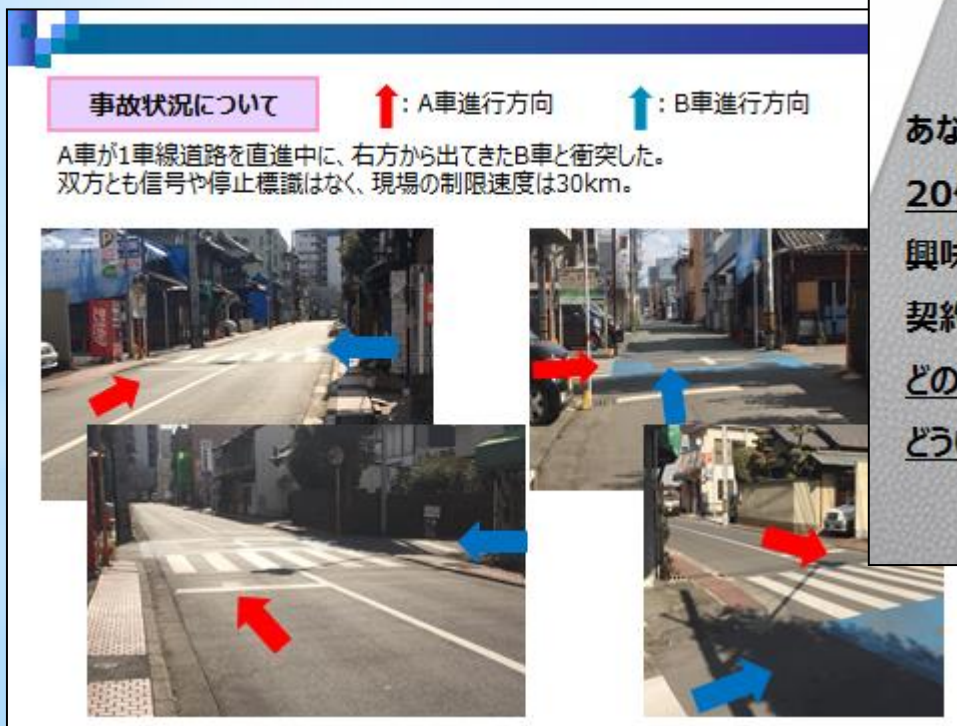 事故状況について
：A車進行方向
：B車進行方向
A車が1車線道路を直進中に、右方から出てきたB車と衝突した。
双方とも信号や停止標識はなく、現場の制限速度は30km。
あな
20
興味
契約
どの
どう